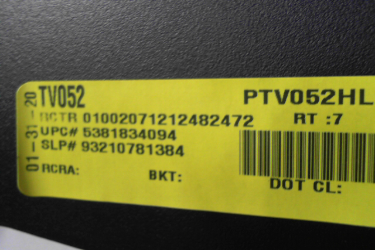 01-31-20
TV052 PTV052HL
RCTR 01002071212482472 RT :7
UPC# 5381834094
SLP# 93210781384
RCRA: BKT:
DOT CL: